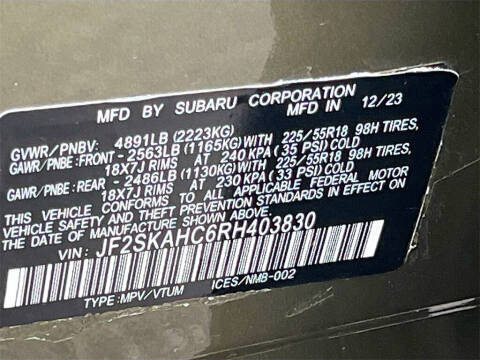 MFD BY SUBARU CORPORATION
MFD. IN 12/23
GVWR/PNBV: 4891LB (2223KG)
GAWR/PNBE: FRONT - 2563LB (1165KG) WITH 225/55R18 98H TIRES,
18X7J RIMS AT 240 KPA (35 PSI) COLD
GAWR/PNBE: REAR - 2486LB (1130KG) WITH 225/55R18 98H TIRES,
18X7J RIMS AT 230 KPA (33 PSI) COLD
THIS VEHICLE CONFORMS TO ALL APPLICABLE FEDERAL MOTOR
VEHICLE SAFETY AND THEFT PREVENTION STANDARDS IN EFFECT ON
THE DATE OF MANUFACTURE SHOWN ABOVE.
VIN: JF2SKAHC6RH403830
TYPE: MPV/VTUM ICES/NMB-002